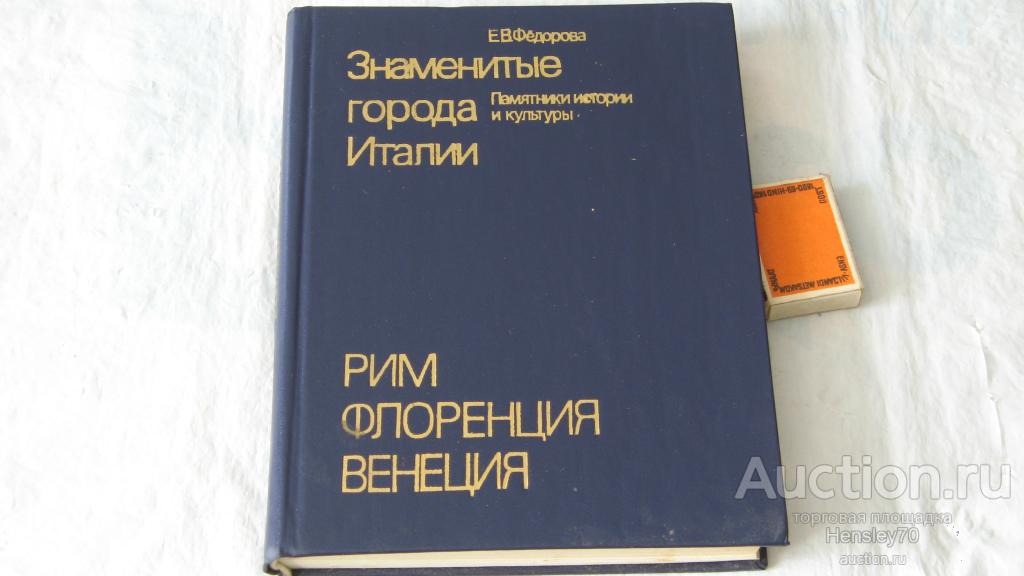 Е.В.Фёдорова
Знаменитые
города
Италии
Памятники истории
и культуры
РИМ
ФЛОРЕНЦИЯ
ВЕНЕЦИЯ
Auction.ru
торговая площадка
Hensley70
auction.ru